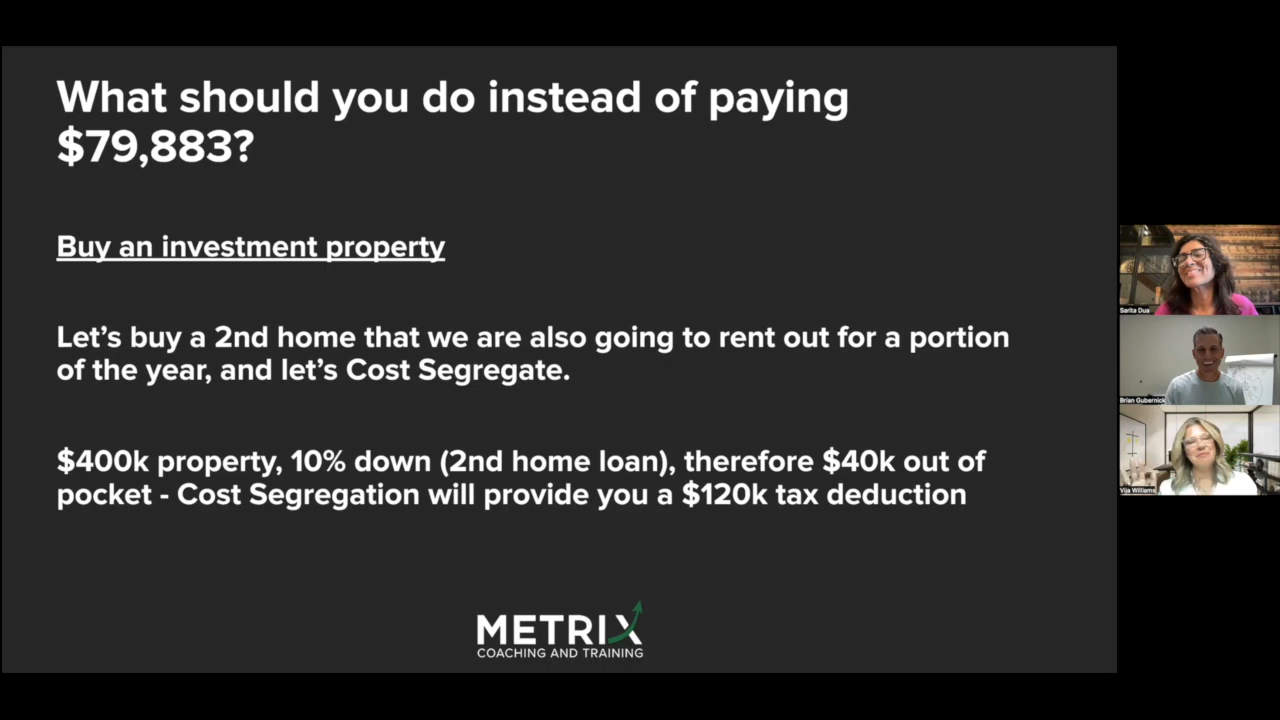 What should you do instead of paying
$79,883?
Buy an investment property
Let's buy a 2nd home that we are also going to rent out for a portion
of the year, and let's Cost Segregate.
$400k property, 10% down (2nd home loan), therefore $40k out of
pocket - Cost Segregation will provide you a $120k tax deduction
METRIX
COACHING AND TRAINING
Sarita Dua
Brian Gubernick
Vija Williams